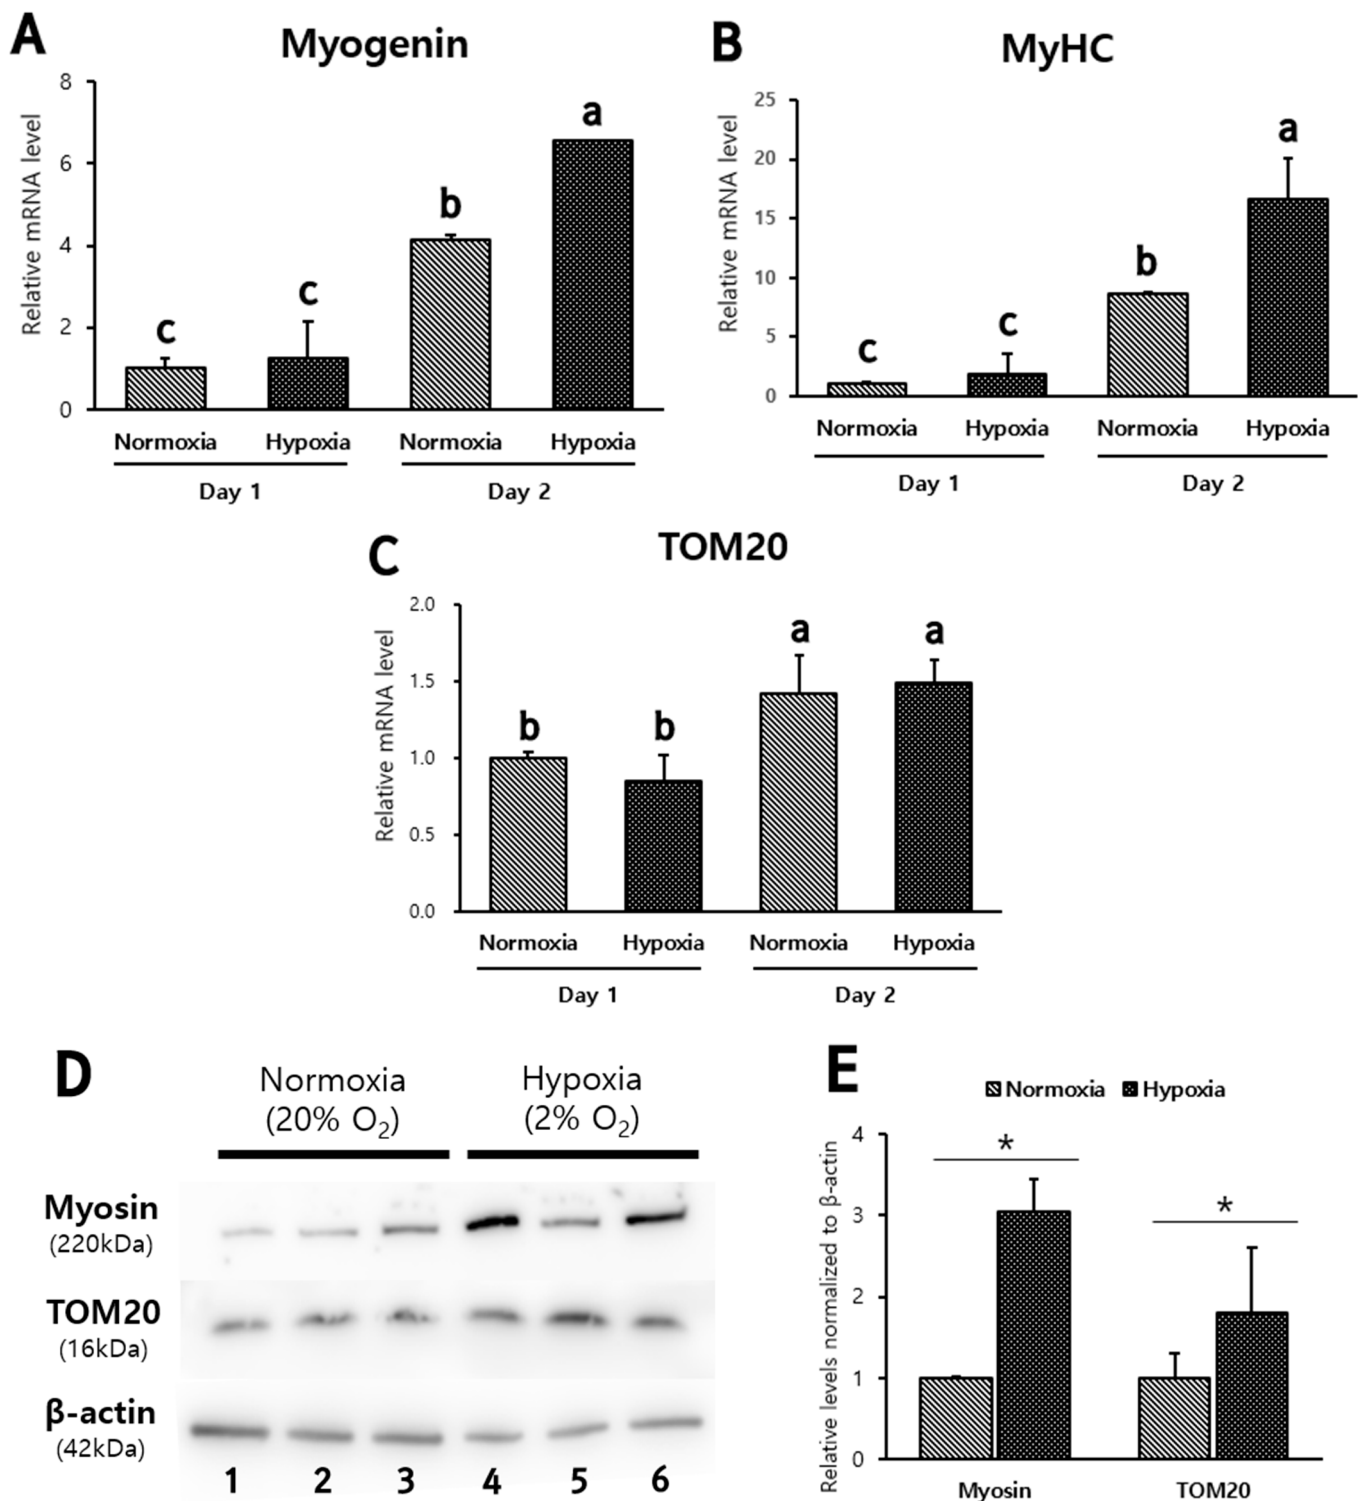 A
Myogenin
Relative mRNA level
8
6
4
2
0
c
c
b
a
Normoxia
Hypoxia
Normoxia
Hypoxia
Day 1
Day 2
B
MyHC
Relative mRNA level
25
20
15
10
5
0
c
c
b
a
Normoxia
Hypoxia
Normoxia
Hypoxia
Day 1
Day 2
C
TOM20
Relative mRNA level
2.0
1.5
1.0
0.5
0.0
b
b
a
a
Normoxia
Hypoxia
Normoxia
Hypoxia
Day 1
Day 2
D
Normoxia
(20% O₂)
Hypoxia
(2% O₂)
Myosin
(220kDa)
TOM20
(16kDa)
β-actin
(42kDa)
1 2 3 4 5 6
E
Normoxia
Hypoxia
Relative levels normalized to β-actin
4
3
2
1
0
*
*
Myosin
TOM20